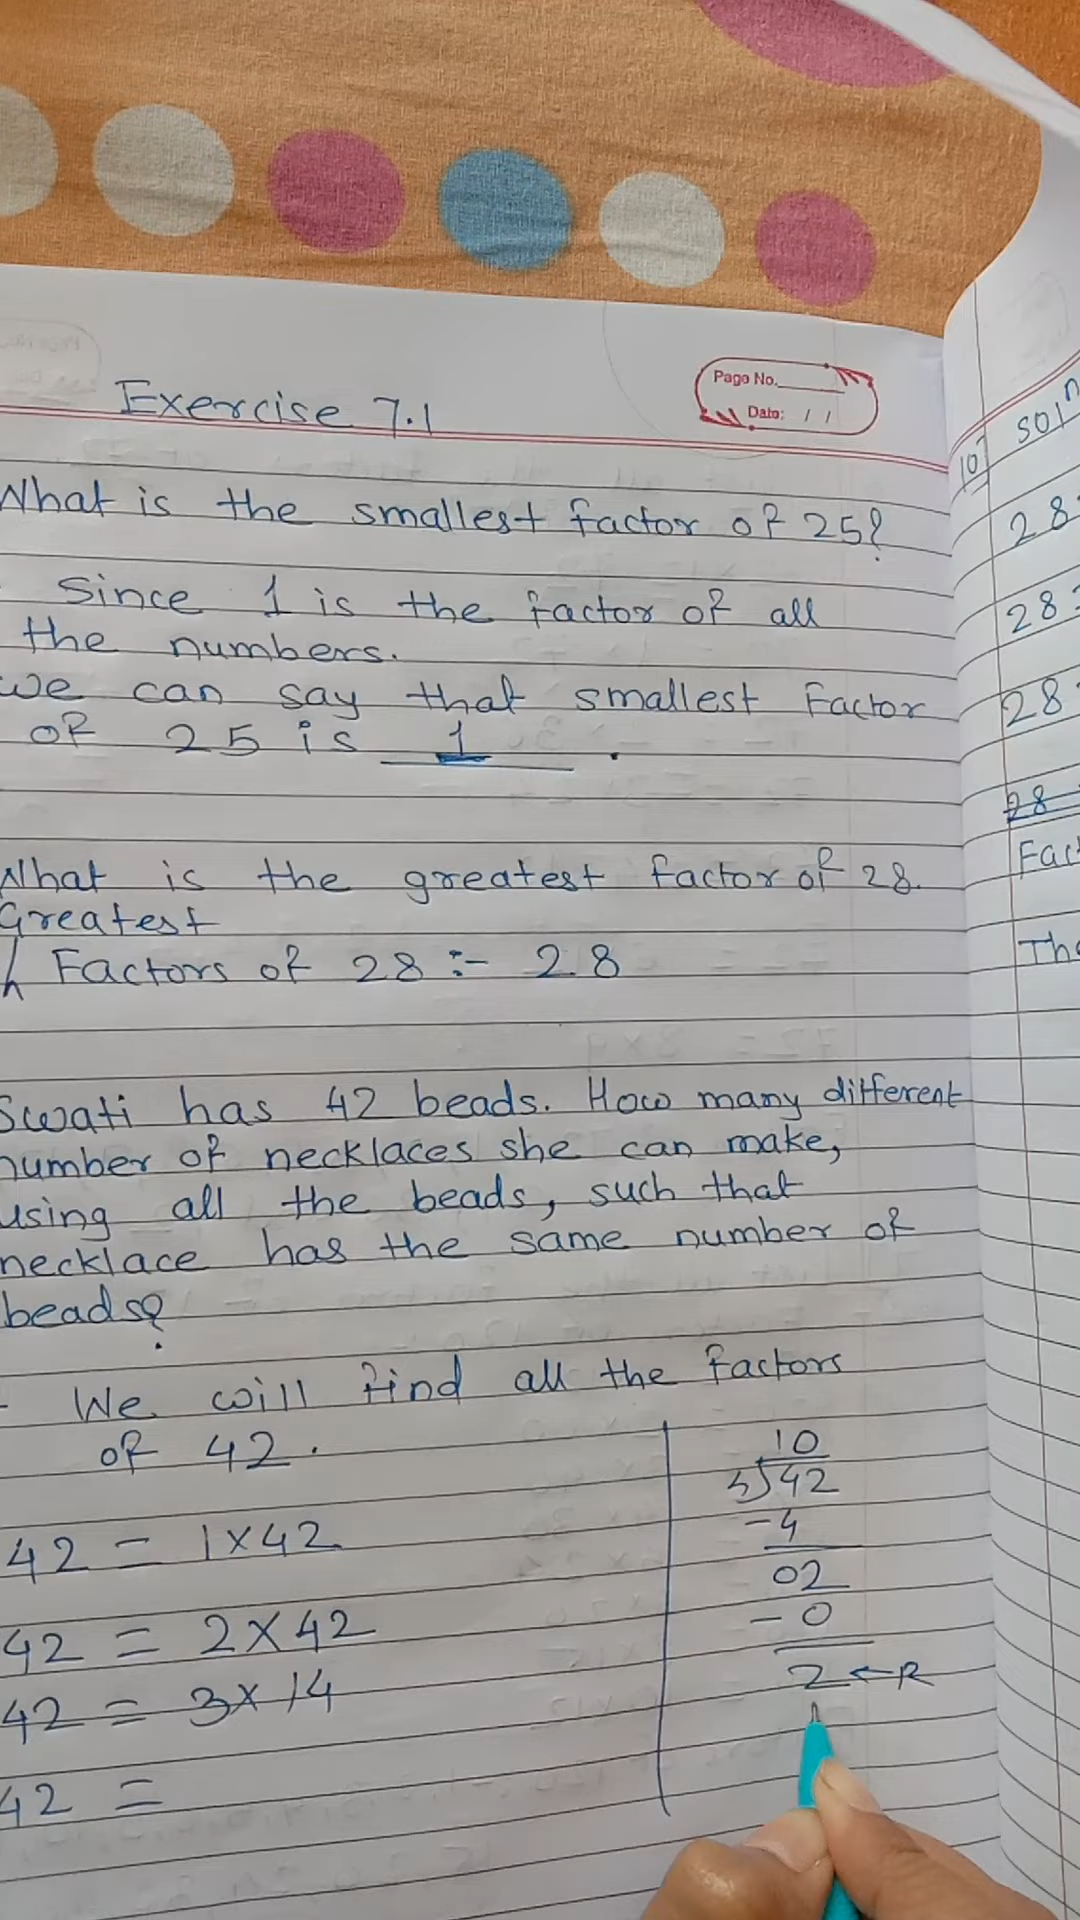 Exercise 7.1
Page No.
Date: / /
What is the smallest factor of 25?
Since 1 is the factor of all
the numbers.
we can say that smallest Factor
of 25 is 1 .
What is the greatest factor of 28.
Greatest
Factors of 28 :- 28
Swati has 42 beads. How many different
number of necklaces she can make,
using all the beads, such that
necklace has the same number of
beads?
We will find all the factors
of 42.
42 = 1×42
42 = 2×42
42 = 3×14
42 =
10
42
-4
02
-0
2 ← R
10 Soln
28
28
28
28
Fact
The